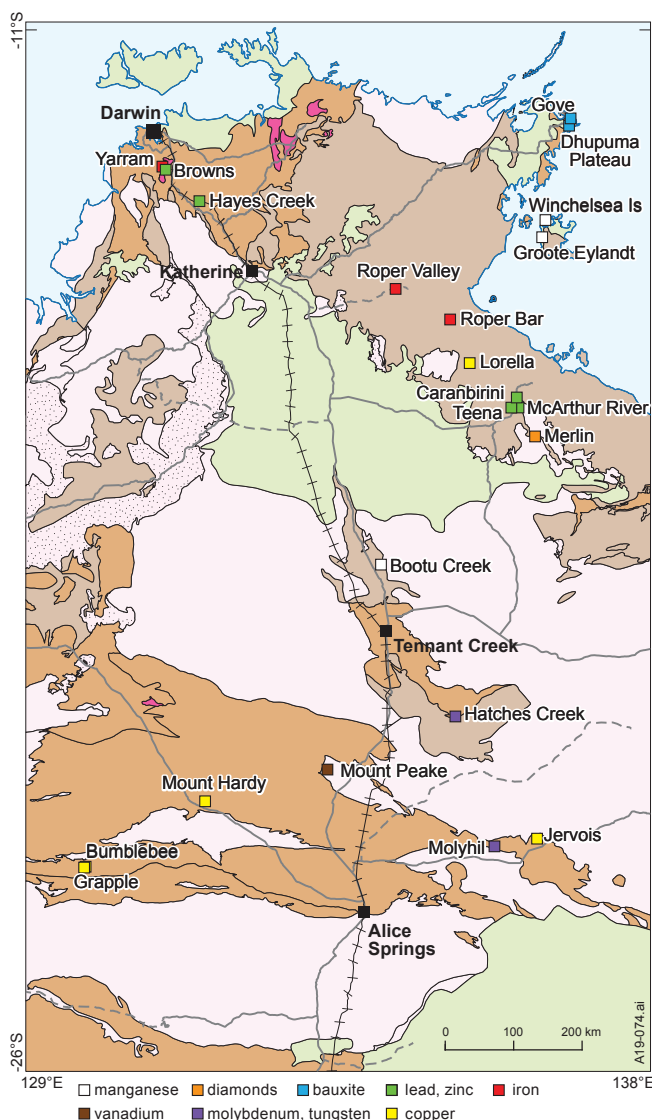 -11°S
Darwin
Gove
Dhupuma
Plateau
Yarram
Browns
Hayes Creek
Winchelsea Is
Groote Eylandt
Katherine
Roper Valley
Roper Bar
Lorella
Caranbirini
Teena
McArthur River
Merlin
Bootu Creek
Tennant Creek
Hatches Creek
Mount Peake
Mount Hardy
Bumblebee
Grapple
Molyhil
Jervois
Alice
Springs
0 100 200 km
A19-074.ai
-26°S
129°E 138°E
manganese diamonds bauxite lead, zinc iron
vanadium molybdenum, tungsten copper